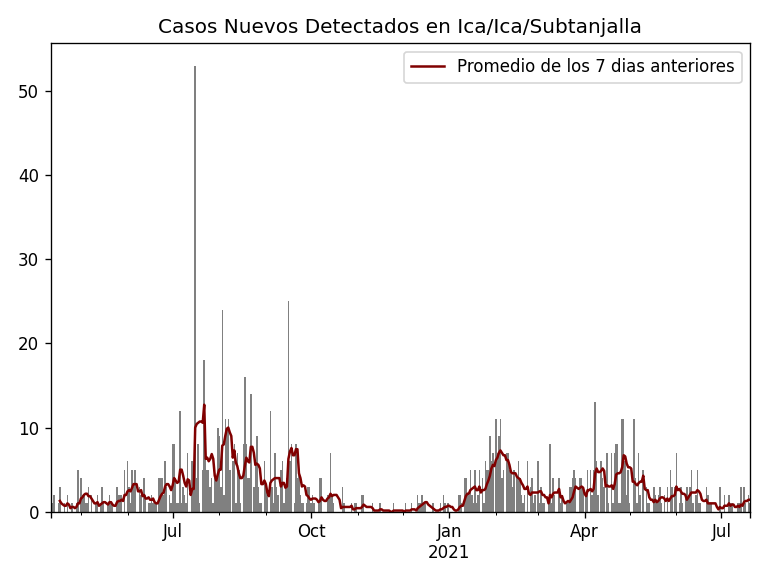 Casos Nuevos Detectados en Ica/Ica/Subtanjalla
Promedio de los 7 dias anteriores
50
40
30
20
10
0
Jul Oct Jan Apr Jul
2021